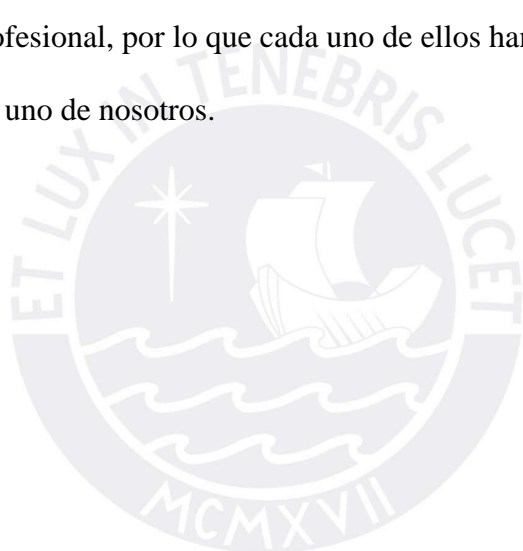 ofesional, por lo que cada uno de ellos han
uno de nosotros.
ET LUX IN TENEBRIS LUCET
MCMXVII